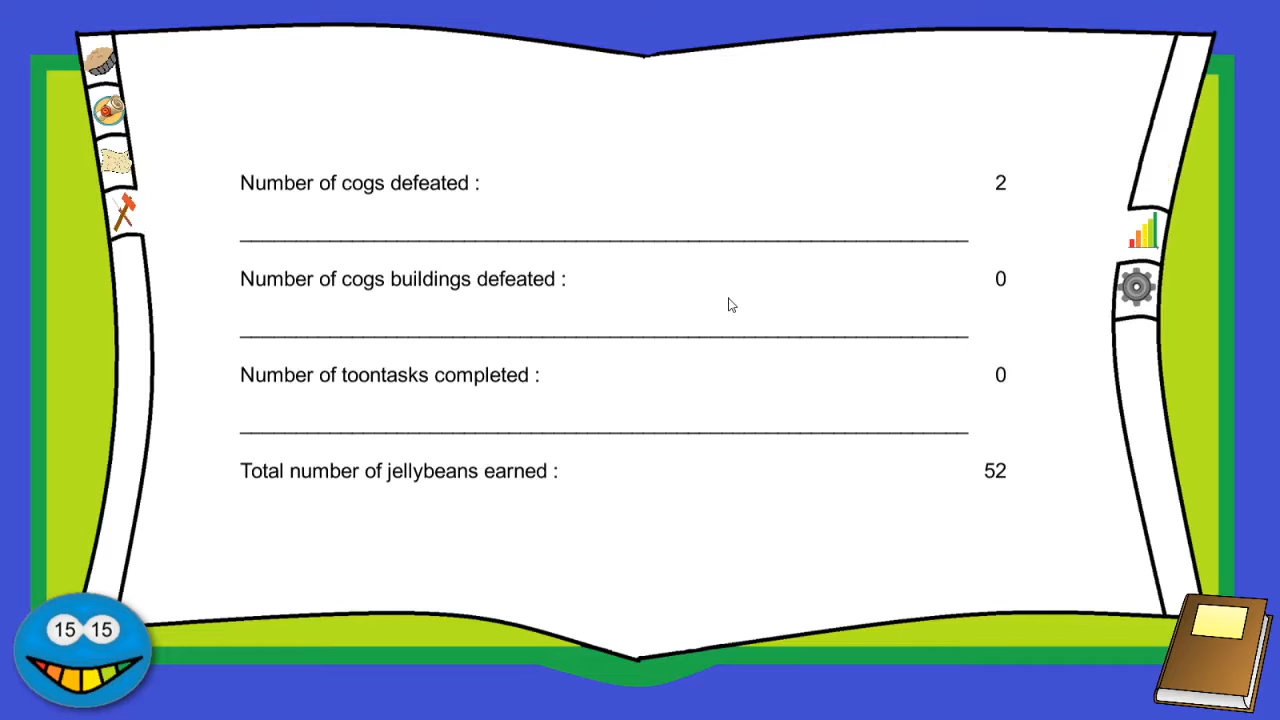 Number of cogs defeated : 2
Number of cogs buildings defeated : 0
Number of toontasks completed : 0
Total number of jellybeans earned : 52
15 15